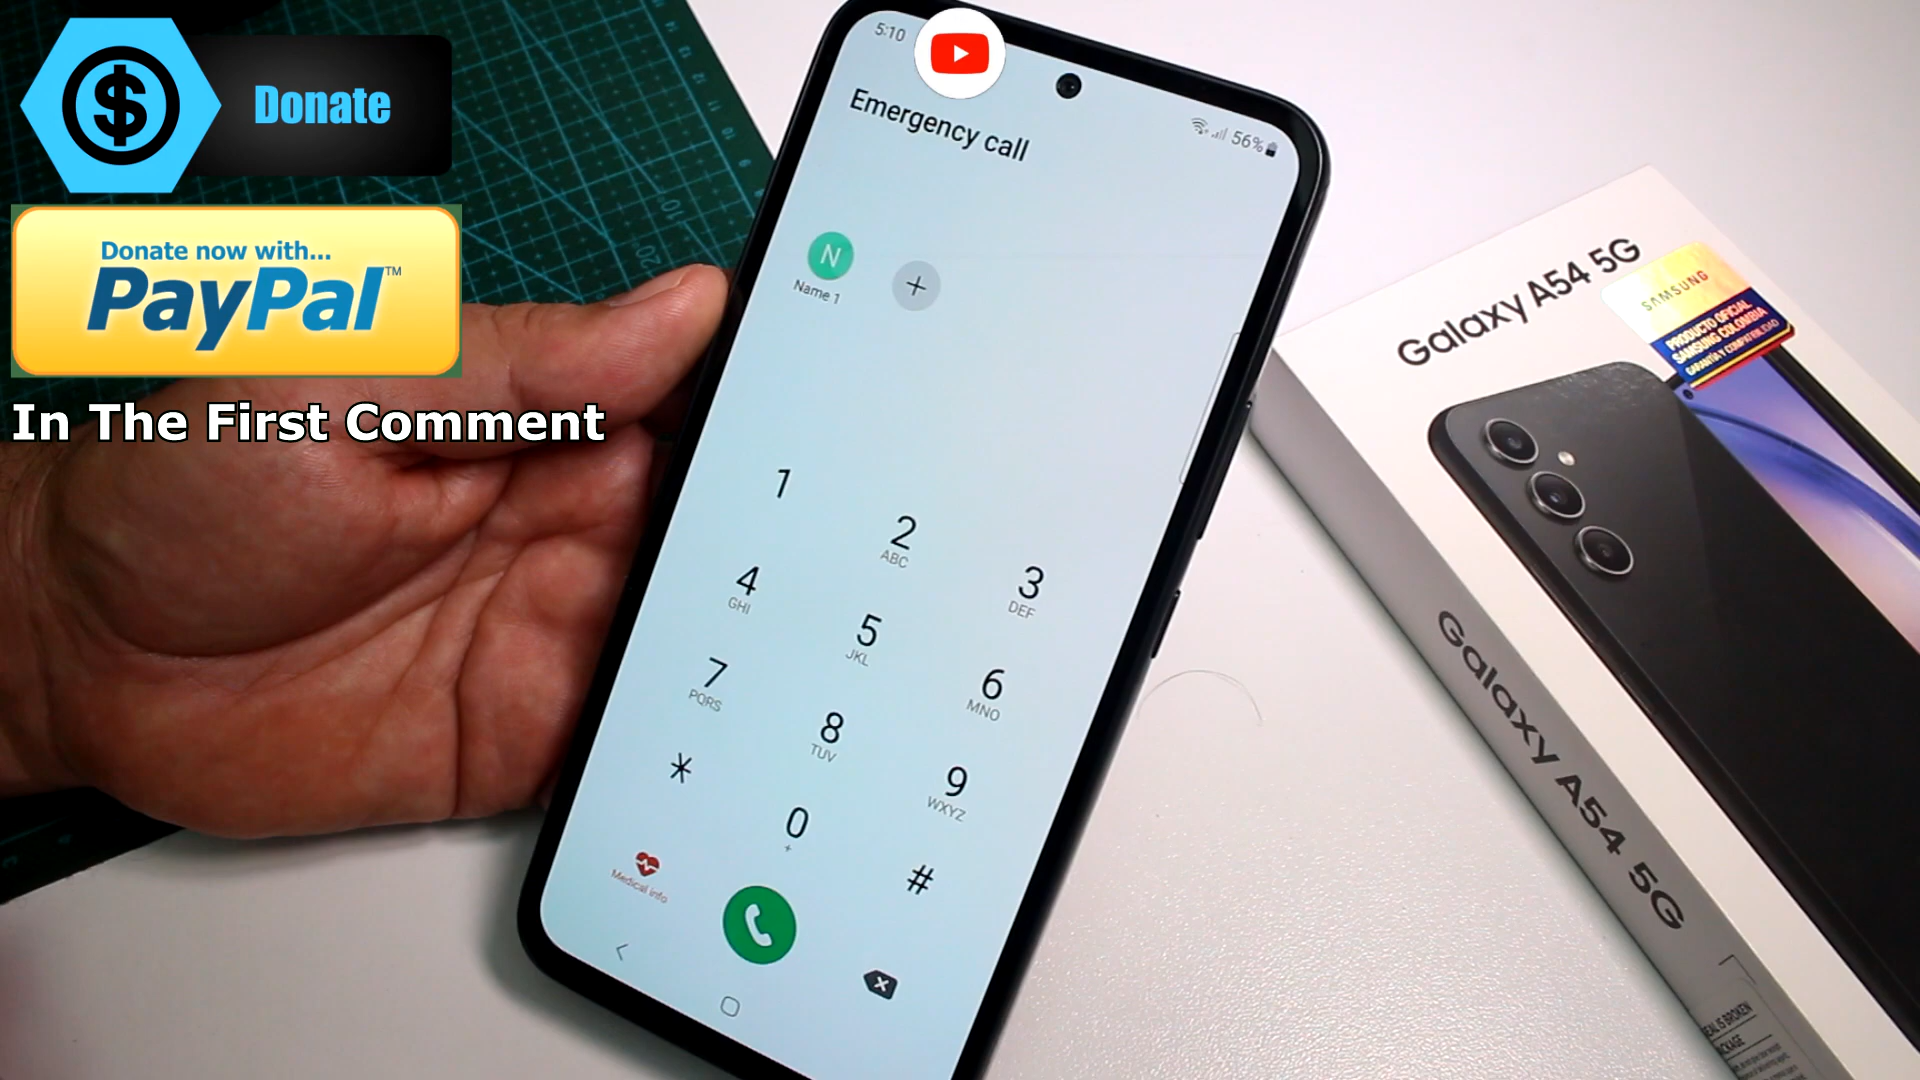 Donate
Donate now with...
PayPal™
In The First Comment
5:10
56%
Emergency call
N
Name 1
+
1
2
ABC
3
DEF
4
GHI
5
JKL
6
MNO
7
PQRS
8
TUV
9
WXYZ
*
0
+
#
Medical info
Galaxy A54 5G
SAMSUNG
PRODUCTO OFICIAL
SAMSUNG COLOMBIA
GARANTÍA Y COMPATIBILIDAD
Galaxy A54 5G